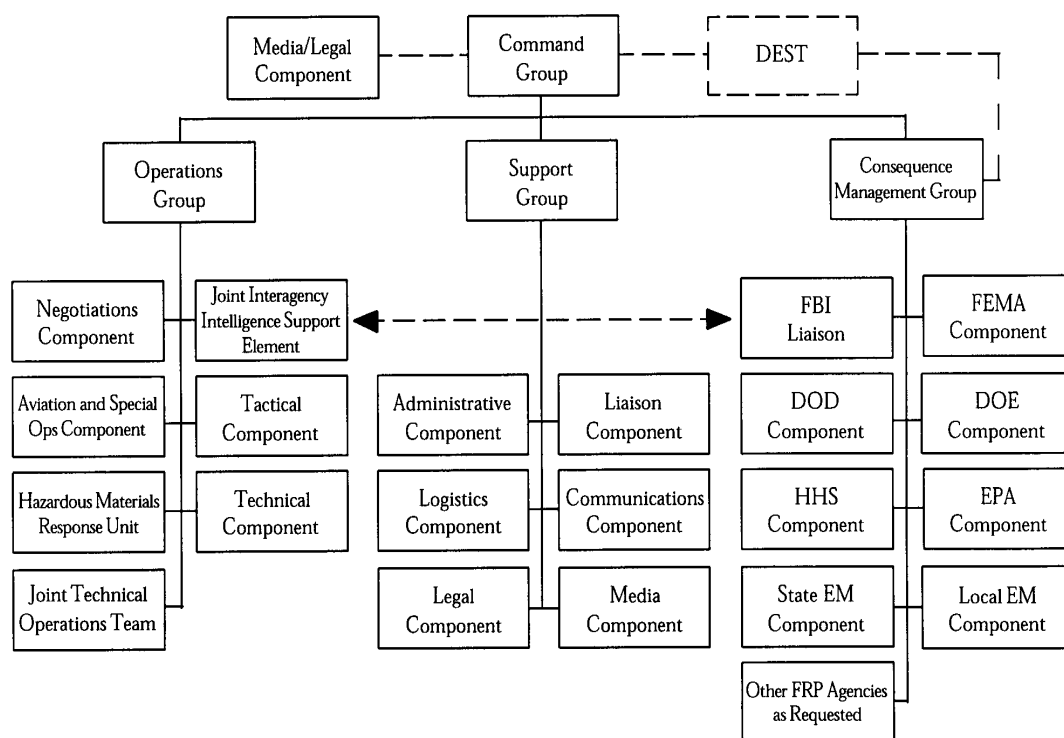 Media/Legal
Component
Command
Group
DEST
Operations
Group
Support
Group
Consequence
Management Group
Negotiations
Component
Joint Interagency
Intelligence Support
Element
FBI
Liaison
FEMA
Component
Aviation and Special
Ops Component
Tactical
Component
Administrative
Component
Liaison
Component
DOD
Component
DOE
Component
Hazardous Materials
Response Unit
Technical
Component
Logistics
Component
Communications
Component
HHS
Component
EPA
Component
Joint Technical
Operations Team
Legal
Component
Media
Component
State EM
Component
Local EM
Component
Other FRP Agencies
as Requested